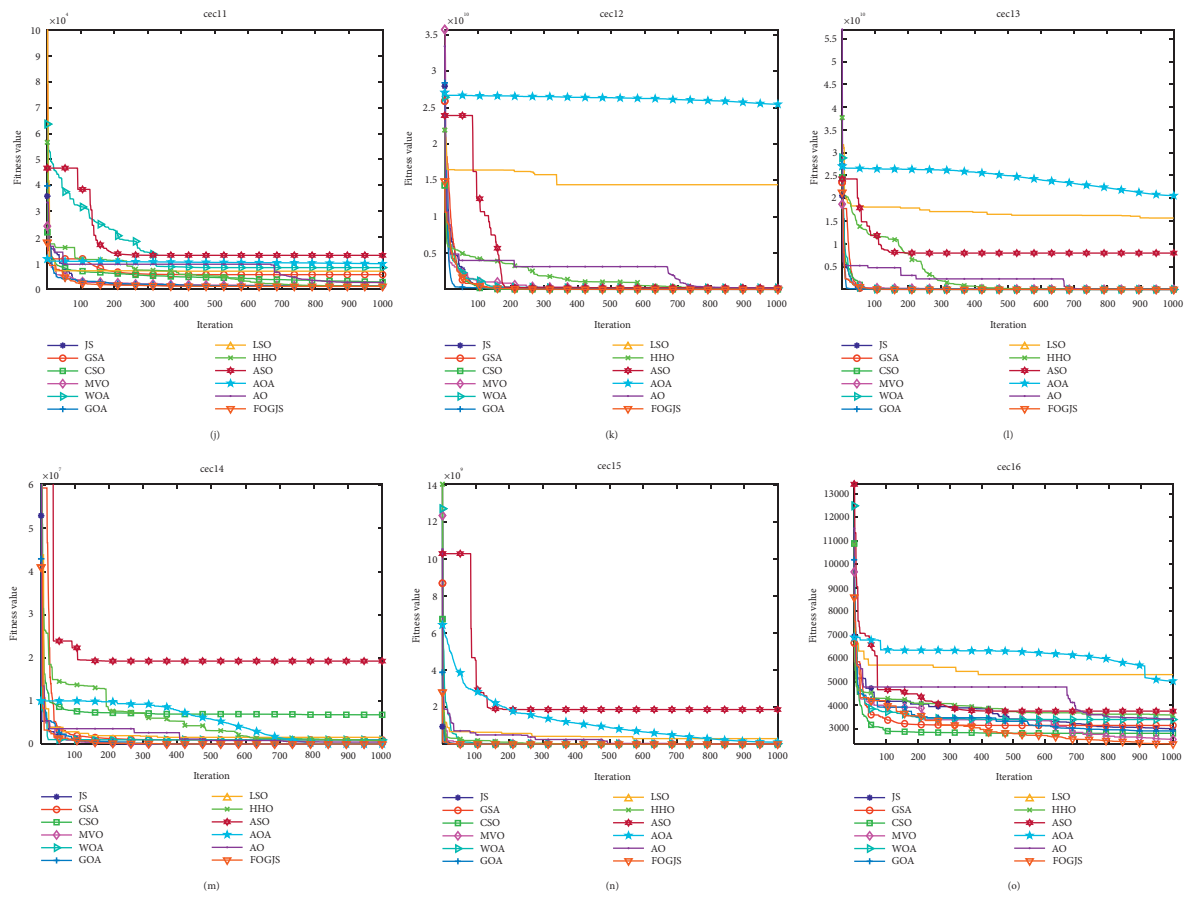 cec11
×10⁴
10
9
8
7
6
5
4
3
2
1
0
Fitness value
100 200 300 400 500 600 700 800 900 1000
Iteration
JS
GSA
CSO
MVO
WOA
GOA
LSO
HHO
ASO
AOA
AO
FOGJS
(j)
cec12
×10¹⁰
3.5
3
2.5
2
1.5
1
0.5
Fitness value
100 200 300 400 500 600 700 800 900 1000
Iteration
JS
GSA
CSO
MVO
WOA
GOA
LSO
HHO
ASO
AOA
AO
FOGJS
(k)
cec13
×10¹⁰
5.5
5
4.5
4
3.5
3
2.5
2
1.5
1
0.5
Fitness value
100 200 300 400 500 600 700 800 900 1000
Iteration
JS
GSA
CSO
MVO
WOA
GOA
LSO
HHO
ASO
AOA
AO
FOGJS
(l)
cec14
×10⁷
6
5
4
3
2
1
0
Fitness value
100 200 300 400 500 600 700 800 900 1000
Iteration
JS
GSA
CSO
MVO
WOA
GOA
LSO
HHO
ASO
AOA
AO
FOGJS
(m)
cec15
×10⁹
14
12
10
8
6
4
2
0
Fitness value
100 200 300 400 500 600 700 800 900 1000
Iteration
JS
GSA
CSO
MVO
WOA
GOA
LSO
HHO
ASO
AOA
AO
FOGJS
(n)
cec16
13000
12000
11000
10000
9000
8000
7000
6000
5000
4000
3000
Fitness value
100 200 300 400 500 600 700 800 900 1000
Iteration
JS
GSA
CSO
MVO
WOA
GOA
LSO
HHO
ASO
AOA
AO
FOGJS
(o)